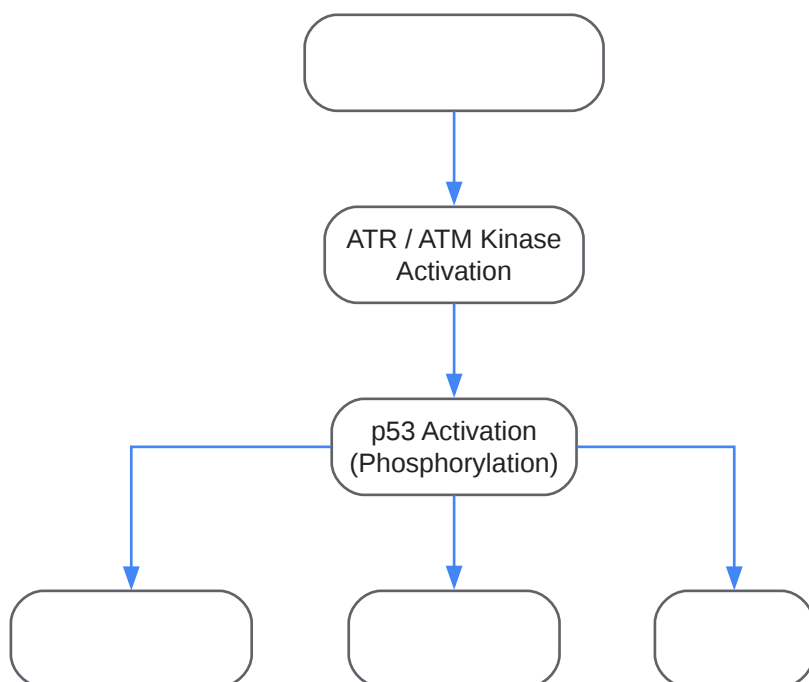 ATR / ATM Kinase
Activation
p53 Activation
(Phosphorylation)